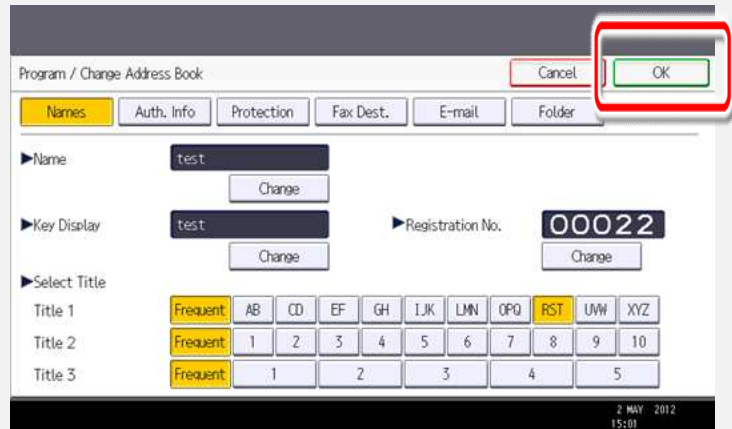 Program / Change Address Book
Cancel
OK
Names
Auth. Info
Protection
Fax Dest.
E-mail
Folder
►Name
test
Change
►Key Display
test
►Registration No.
00022
Change
Change
►Select Title
Title 1 Frequent AB CD EF GH IJK LMN OPQ RST UVW XYZ
Title 2 Frequent 1 2 3 4 5 6 7 8 9 10
Title 3 Frequent 1 2 3 4 5
2 MAY 2012
15:01